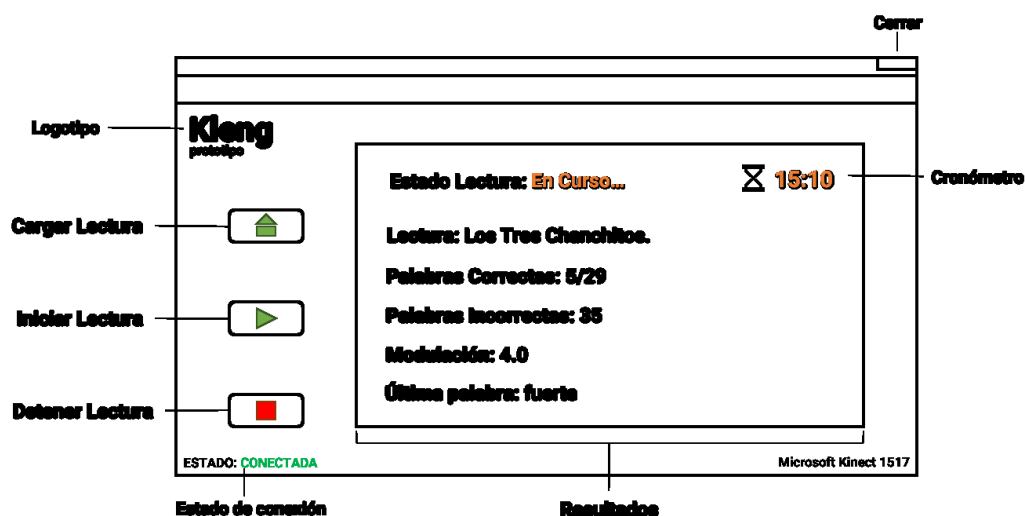 Cerrar
Logotipo
Kleng
prototipo
Estado Lectura: En Curso...
15:10
Cronómetro
Cargar Lectura
Lectura: Los Tres Chanchitos.
Palabras Correctas: 5/29
Iniciar Lectura
Palabras Incorrectas: 35
Modulación: 4.0
Última palabra: fuerte
Detener Lectura
ESTADO: CONECTADA
Microsoft Kinect 1517
Estado de conexión
Resultados